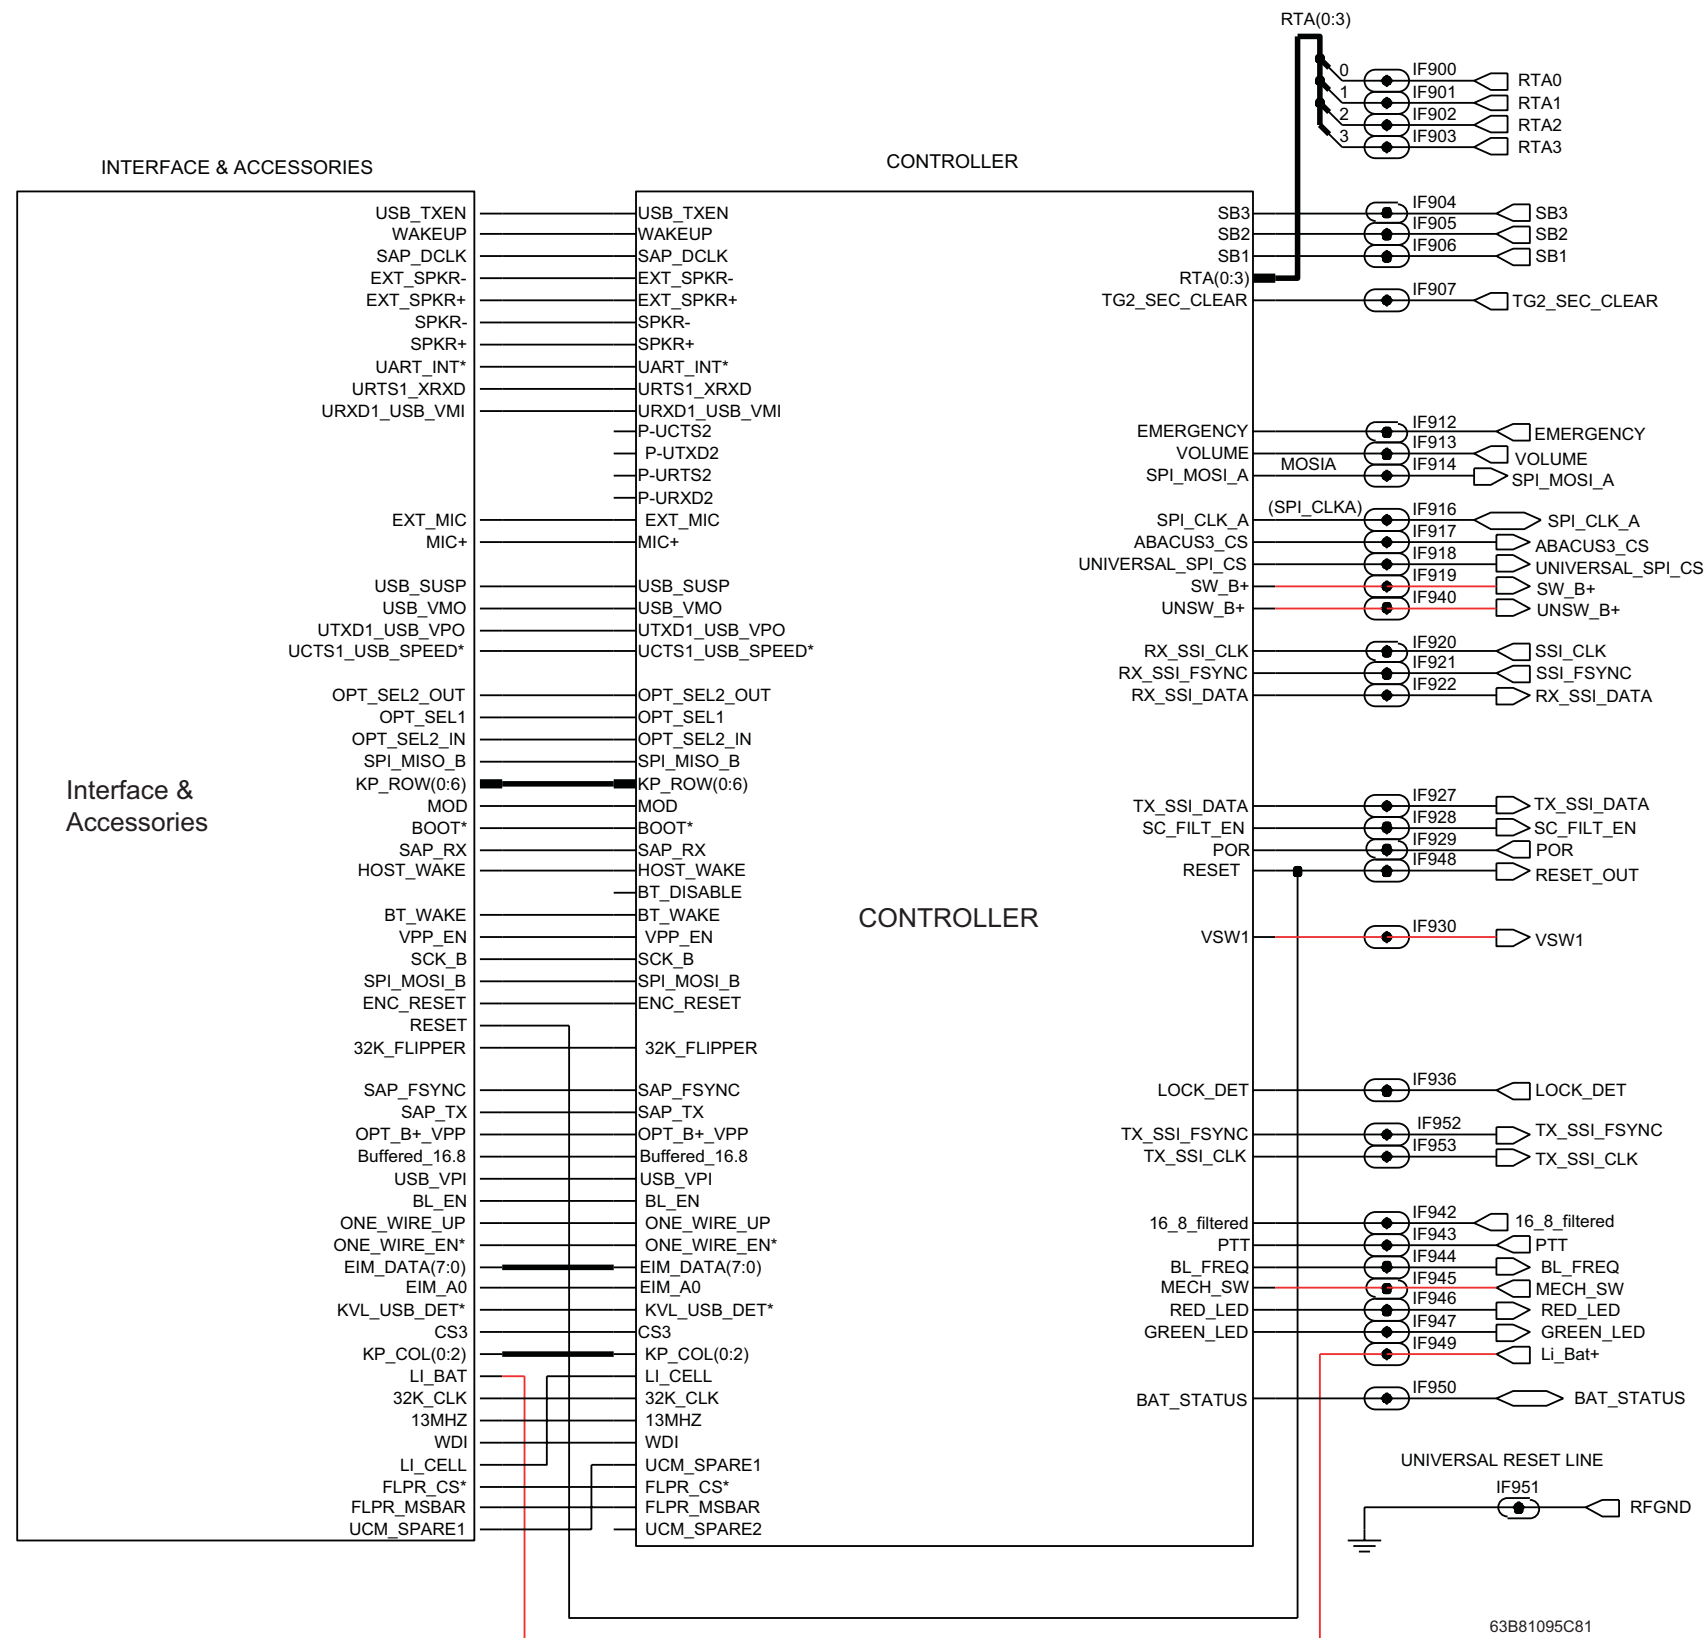 RTA(0:3)
0 IF900 RTA0
1 IF901 RTA1
2 IF902 RTA2
3 IF903 RTA3
INTERFACE & ACCESSORIES CONTROLLER
USB_TXEN USB_TXEN SB3 IF904 SB3
WAKEUP WAKEUP SB2 IF905 SB2
SAP_DCLK SAP_DCLK SB1 IF906 SB1
EXT_SPKR- EXT_SPKR- RTA(0:3)
EXT_SPKR+ EXT_SPKR+ TG2_SEC_CLEAR IF907 TG2_SEC_CLEAR
SPKR- SPKR-
SPKR+ SPKR+
UART_INT* UART_INT*
URTS1_XRXD URTS1_XRXD
URXD1_USB_VMI URXD1_USB_VMI
P-UCTS2 EMERGENCY IF912 EMERGENCY
P-UTXD2 VOLUME IF913 VOLUME
P-URTS2 SPI_MOSI_A MOSIA IF914 SPI_MOSI_A
P-URXD2
EXT_MIC EXT_MIC SPI_CLK_A (SPI_CLKA) IF916 SPI_CLK_A
MIC+ MIC+ ABACUS3_CS IF917 ABACUS3_CS
UNIVERSAL_SPI_CS IF918 UNIVERSAL_SPI_CS
USB_SUSP USB_SUSP SW_B+ IF919 SW_B+
USB_VMO USB_VMO UNSW_B+ IF940 UNSW_B+
UTXD1_USB_VPO UTXD1_USB_VPO
UCTS1_USB_SPEED* UCTS1_USB_SPEED* RX_SSI_CLK IF920 SSI_CLK
RX_SSI_FSYNC IF921 SSI_FSYNC
OPT_SEL2_OUT OPT_SEL2_OUT RX_SSI_DATA IF922 RX_SSI_DATA
OPT_SEL1 OPT_SEL1
OPT_SEL2_IN OPT_SEL2_IN
SPI_MISO_B SPI_MISO_B
KP_ROW(0:6) KP_ROW(0:6)
Interface &
Accessories
MOD MOD TX_SSI_DATA IF927 TX_SSI_DATA
BOOT* BOOT* SC_FILT_EN IF928 SC_FILT_EN
SAP_RX SAP_RX POR IF929 POR
HOST_WAKE HOST_WAKE RESET IF948 RESET_OUT
BT_DISABLE
BT_WAKE BT_WAKE
CONTROLLER
VPP_EN VPP_EN VSW1 IF930 VSW1
SCK_B SCK_B
SPI_MOSI_B SPI_MOSI_B
ENC_RESET ENC_RESET
RESET
32K_FLIPPER 32K_FLIPPER
SAP_FSYNC SAP_FSYNC LOCK_DET IF936 LOCK_DET
SAP_TX SAP_TX
OPT_B+_VPP OPT_B+_VPP TX_SSI_FSYNC IF952 TX_SSI_FSYNC
Buffered_16.8 Buffered_16.8 TX_SSI_CLK IF953 TX_SSI_CLK
USB_VPI USB_VPI
BL_EN BL_EN
ONE_WIRE_UP ONE_WIRE_UP 16_8_filtered IF942 16_8_filtered
ONE_WIRE_EN* ONE_WIRE_EN* PTT IF943 PTT
EIM_DATA(7:0) EIM_DATA(7:0) BL_FREQ IF944 BL_FREQ
EIM_A0 EIM_A0 MECH_SW IF945 MECH_SW
KVL_USB_DET* KVL_USB_DET* RED_LED IF946 RED_LED
CS3 CS3 GREEN_LED IF947 GREEN_LED
KP_COL(0:2) KP_COL(0:2) IF949 Li_Bat+
LI_BAT LI_CELL
32K_CLK 32K_CLK BAT_STATUS IF950 BAT_STATUS
13MHZ 13MHZ
WDI WDI
LI_CELL UCM_SPARE1 UNIVERSAL RESET LINE
FLPR_CS* FLPR_CS* IF951
FLPR_MSBAR FLPR_MSBAR RFGND
UCM_SPARE1 UCM_SPARE2
63B81095C81